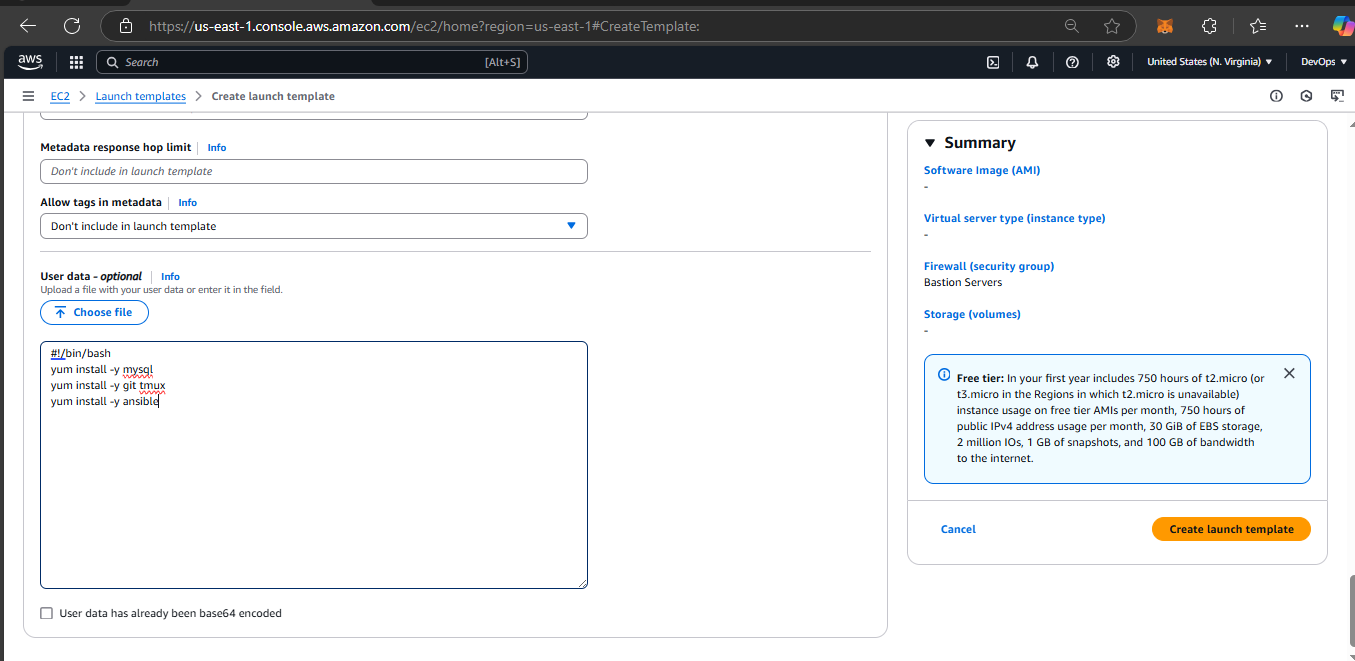 https://us-east-1.console.aws.amazon.com/ec2/home?region=us-east-1#CreateTemplate:
aws
Search
[Alt+S]
United States (N. Virginia)
DevOps
EC2 > Launch templates > Create launch template
Metadata response hop limit | Info
Don't include in launch template
Allow tags in metadata | Info
Don't include in launch template
User data - optional | Info
Upload a file with your user data or enter it in the field.
Choose file
#!/bin/bash
yum install -y mysql
yum install -y git tmux
yum install -y ansible
User data has already been base64 encoded
Summary
Software Image (AMI)
-
Virtual server type (instance type)
-
Firewall (security group)
Bastion Servers
Storage (volumes)
-
Free tier: In your first year includes 750 hours of t2.micro (or
t3.micro in the Regions in which t2.micro is unavailable)
instance usage on free tier AMIs per month, 750 hours of
public IPv4 address usage per month, 30 GiB of EBS storage,
2 million IOs, 1 GB of snapshots, and 100 GB of bandwidth
to the internet.
Cancel
Create launch template